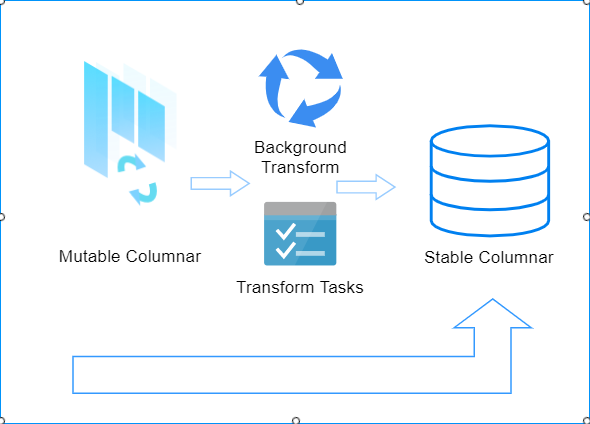 Background
Transform
Mutable Columnar
Stable Columnar
Transform Tasks